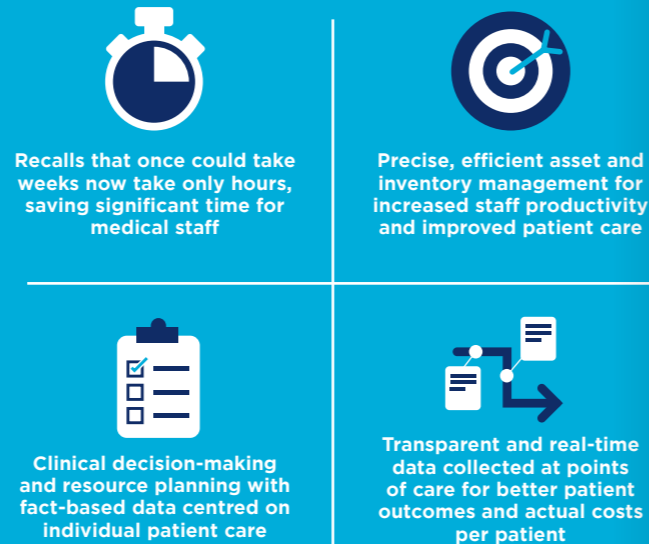 Recalls that once could take
weeks now take only hours,
saving significant time for
medical staff
Precise, efficient asset and
inventory management for
increased staff productivity
and improved patient care
Clinical decision-making
and resource planning with
fact-based data centred on
individual patient care
Transparent and real-time
data collected at points
of care for better patient
outcomes and actual costs
per patient